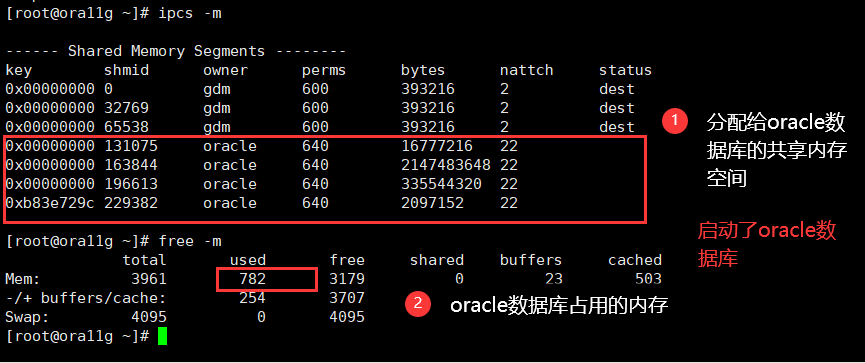 [root@ora11g ~]# ipcs -m
------ Shared Memory Segments --------
key        shmid      owner      perms      bytes      nattch     status
0x00000000 0          gdm        600        393216     2          dest
0x00000000 32769      gdm        600        393216     2          dest
0x00000000 65538      gdm        600        393216     2          dest
0x00000000 131075     oracle     640        16777216   22
0x00000000 163844     oracle     640        2147483648 22
0x00000000 196613     oracle     640        335544320  22
0xb83e729c 229382     oracle     640        2097152    22
1 分配给oracle数
据库的共享内存
空间
启动了oracle数
据库
[root@ora11g ~]# free -m
             total       used       free     shared    buffers     cached
Mem:          3961        782       3179          0         23        503
-/+ buffers/cache:        254       3707
Swap:         4095          0       4095
2 oracle数据库占用的内存
[root@ora11g ~]#